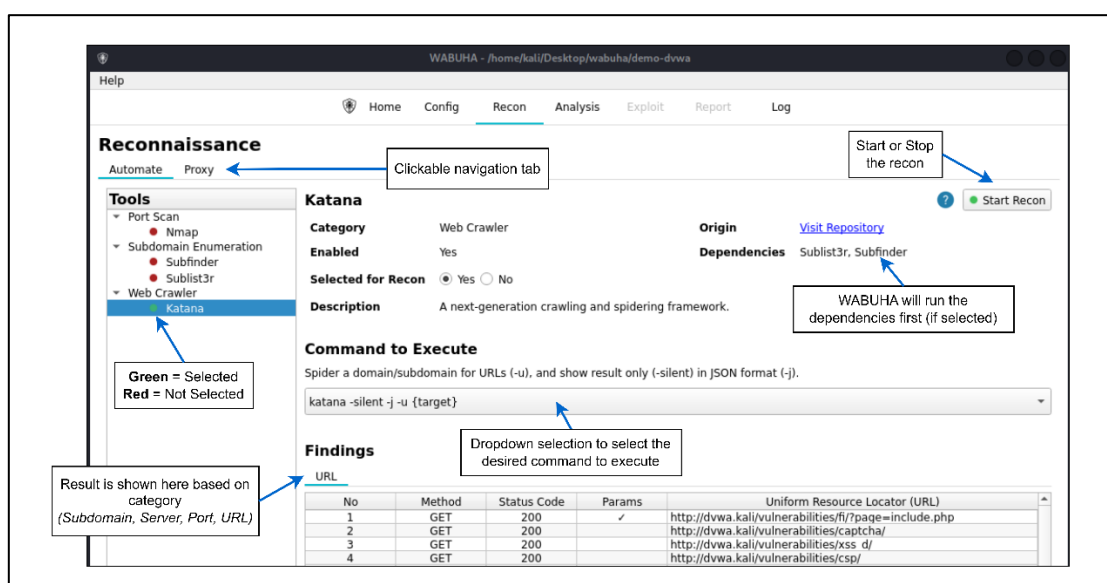 WABUHA - /home/kali/Desktop/wabuha/demo-dvwa
Help
Home Config Recon Analysis Exploit Report Log
Reconnaissance
Automate Proxy
Clickable navigation tab
Start or Stop
the recon
Tools
Port Scan
Nmap
Subdomain Enumeration
Subfinder
Sublist3r
Web Crawler
Katana
Green = Selected
Red = Not Selected
Katana
? Start Recon
Category Web Crawler Origin Visit Repository
Enabled Yes Dependencies Sublist3r, Subfinder
Selected for Recon Yes No
Description A next-generation crawling and spidering framework.
WABUHA will run the
dependencies first (if selected)
Command to Execute
Spider a domain/subdomain for URLs (-u), and show result only (-silent) in JSON format (-j).
katana -silent -j -u {target}
Dropdown selection to select the
desired command to execute
Findings
URL
Result is shown here based on
category
(Subdomain, Server, Port, URL)
No Method Status Code Params Uniform Resource Locator (URL)
1 GET 200 ✓ http://dvwa.kali/vulnerabilities/fi/?page=include.php
2 GET 200 http://dvwa.kali/vulnerabilities/captcha/
3 GET 200 http://dvwa.kali/vulnerabilities/xss_d/
4 GET 200 http://dvwa.kali/vulnerabilities/csp/